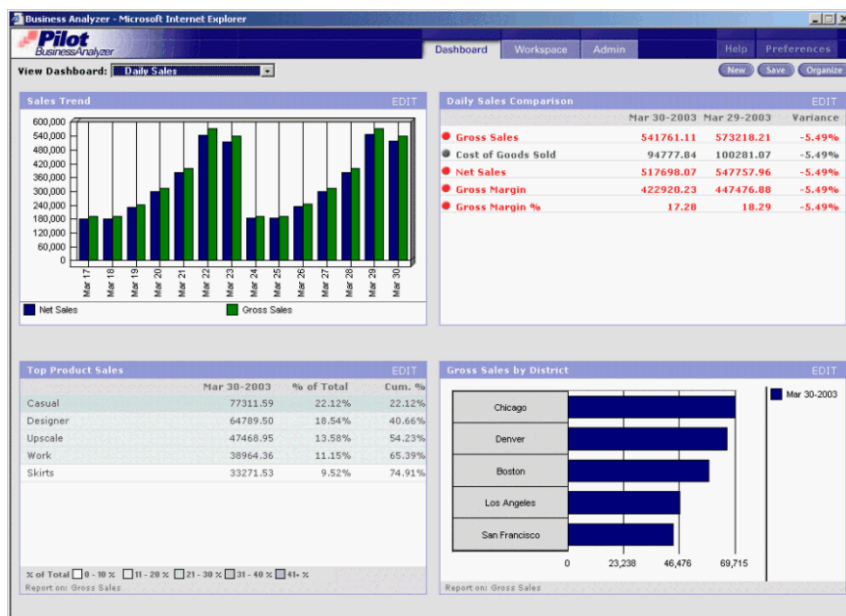 Business Analyzer - Microsoft Internet Explorer
Pilot
BusinessAnalyzer
Dashboard Workspace Admin Help Preferences
View Dashboard: Daily Sales New Save Organize
Sales Trend EDIT
600,000
540,000
480,000
420,000
360,000
300,000
240,000
180,000
120,000
60,000
0
Mar 17 Mar 18 Mar 19 Mar 20 Mar 21 Mar 22 Mar 23 Mar 24 Mar 25 Mar 26 Mar 27 Mar 28 Mar 29 Mar 30
Net Sales Gross Sales
Daily Sales Comparison EDIT
Mar 30-2003 Mar 29-2003 Variance
Gross Sales 541761.11 573218.21 -5.49%
Cost of Goods Sold 94777.84 100281.07 -5.49%
Net Sales 517698.07 547757.96 -5.49%
Gross Margin 422920.23 447476.88 -5.49%
Gross Margin % 17.28 18.29 -5.49%
Top Product Sales EDIT
Mar 30-2003 % of Total Cum. %
Casual 77311.59 22.12% 22.12%
Designer 64789.50 18.54% 40.66%
Upscale 47468.95 13.58% 54.23%
Work 38964.36 11.15% 65.39%
Skirts 33271.53 9.52% 74.91%
% of Total 0 - 10 % 11 - 20 % 21 - 30 % 31 - 40 % 41+ %
Report on: Gross Sales
Gross Sales by District EDIT
Chicago
Denver
Boston
Los Angeles
San Francisco
0 23,238 46,476 69,715
Mar 30-2003
Report on: Gross Sales